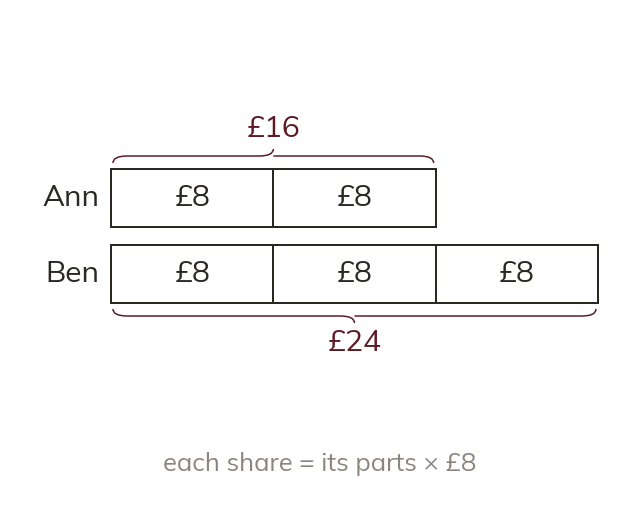 £16
Ann £8 £8
Ben £8 £8 £8
£24
each share = its parts × £8